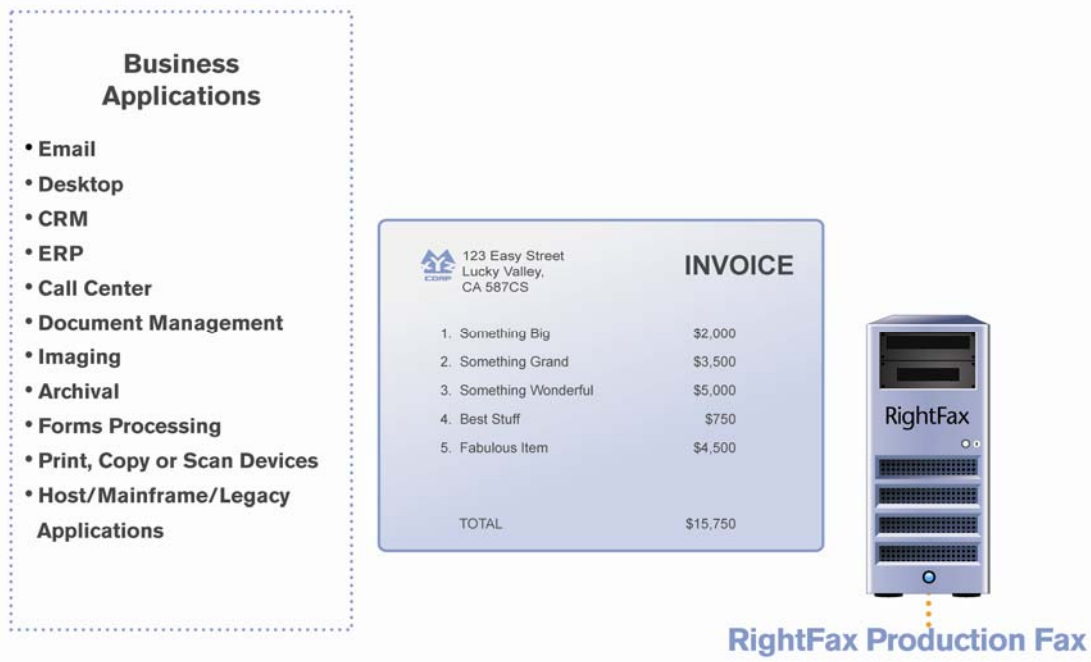 Business
Applications
• Email
• Desktop
• CRM
• ERP
• Call Center
• Document Management
• Imaging
• Archival
• Forms Processing
• Print, Copy or Scan Devices
• Host/Mainframe/Legacy
Applications
CORP
123 Easy Street
Lucky Valley,
CA 587CS
INVOICE
1. Something Big $2,000
2. Something Grand $3,500
3. Something Wonderful $5,000
4. Best Stuff $750
5. Fabulous Item $4,500
TOTAL $15,750
RightFax
RightFax Production Fax